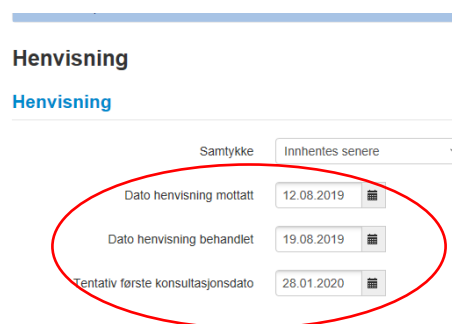 Henvisning
Henvisning
Samtykke Innhentes senere
Dato henvisning mottatt 12.08.2019
Dato henvisning behandlet 19.08.2019
Tentativ første konsultasjonsdato 28.01.2020